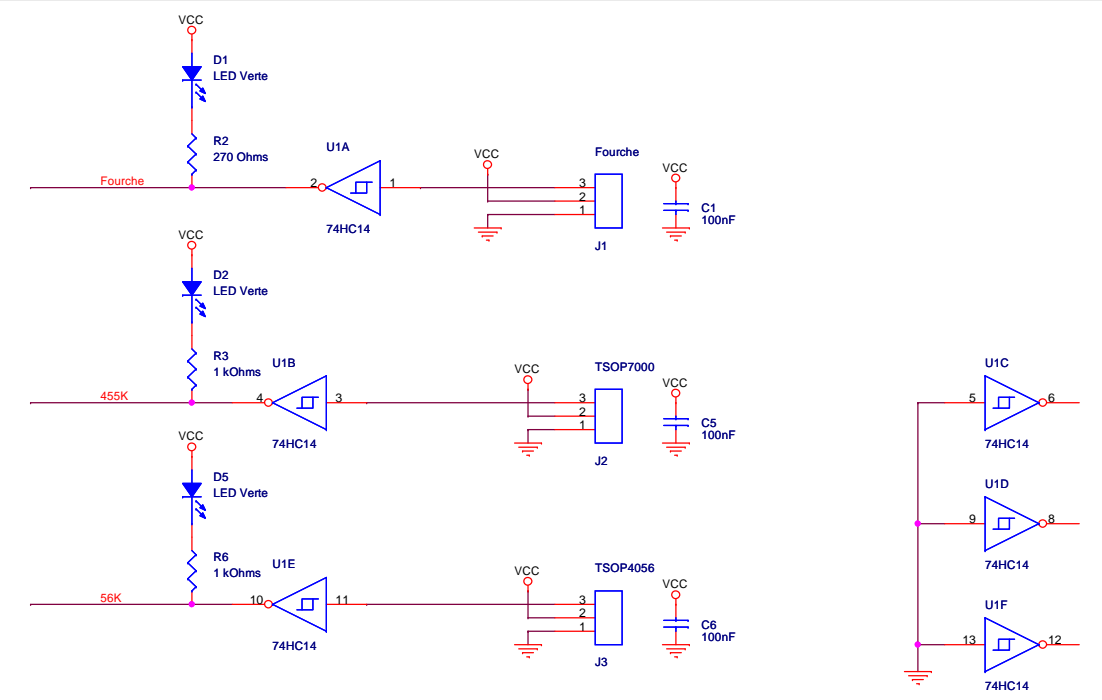 VCC
D1
LED Verte
R2
270 Ohms
Fourche
U1A
2
1
74HC14
VCC
Fourche
3
2
1
J1
VCC
C1
100nF
VCC
D2
LED Verte
R3
1 kOhms
455K
U1B
4
3
74HC14
VCC
TSOP7000
3
2
1
J2
VCC
C5
100nF
VCC
D5
LED Verte
R6
1 kOhms
56K
U1E
10
11
74HC14
VCC
TSOP4056
3
2
1
J3
VCC
C6
100nF
U1C
5
6
74HC14
U1D
9
8
74HC14
U1F
13
12
74HC14